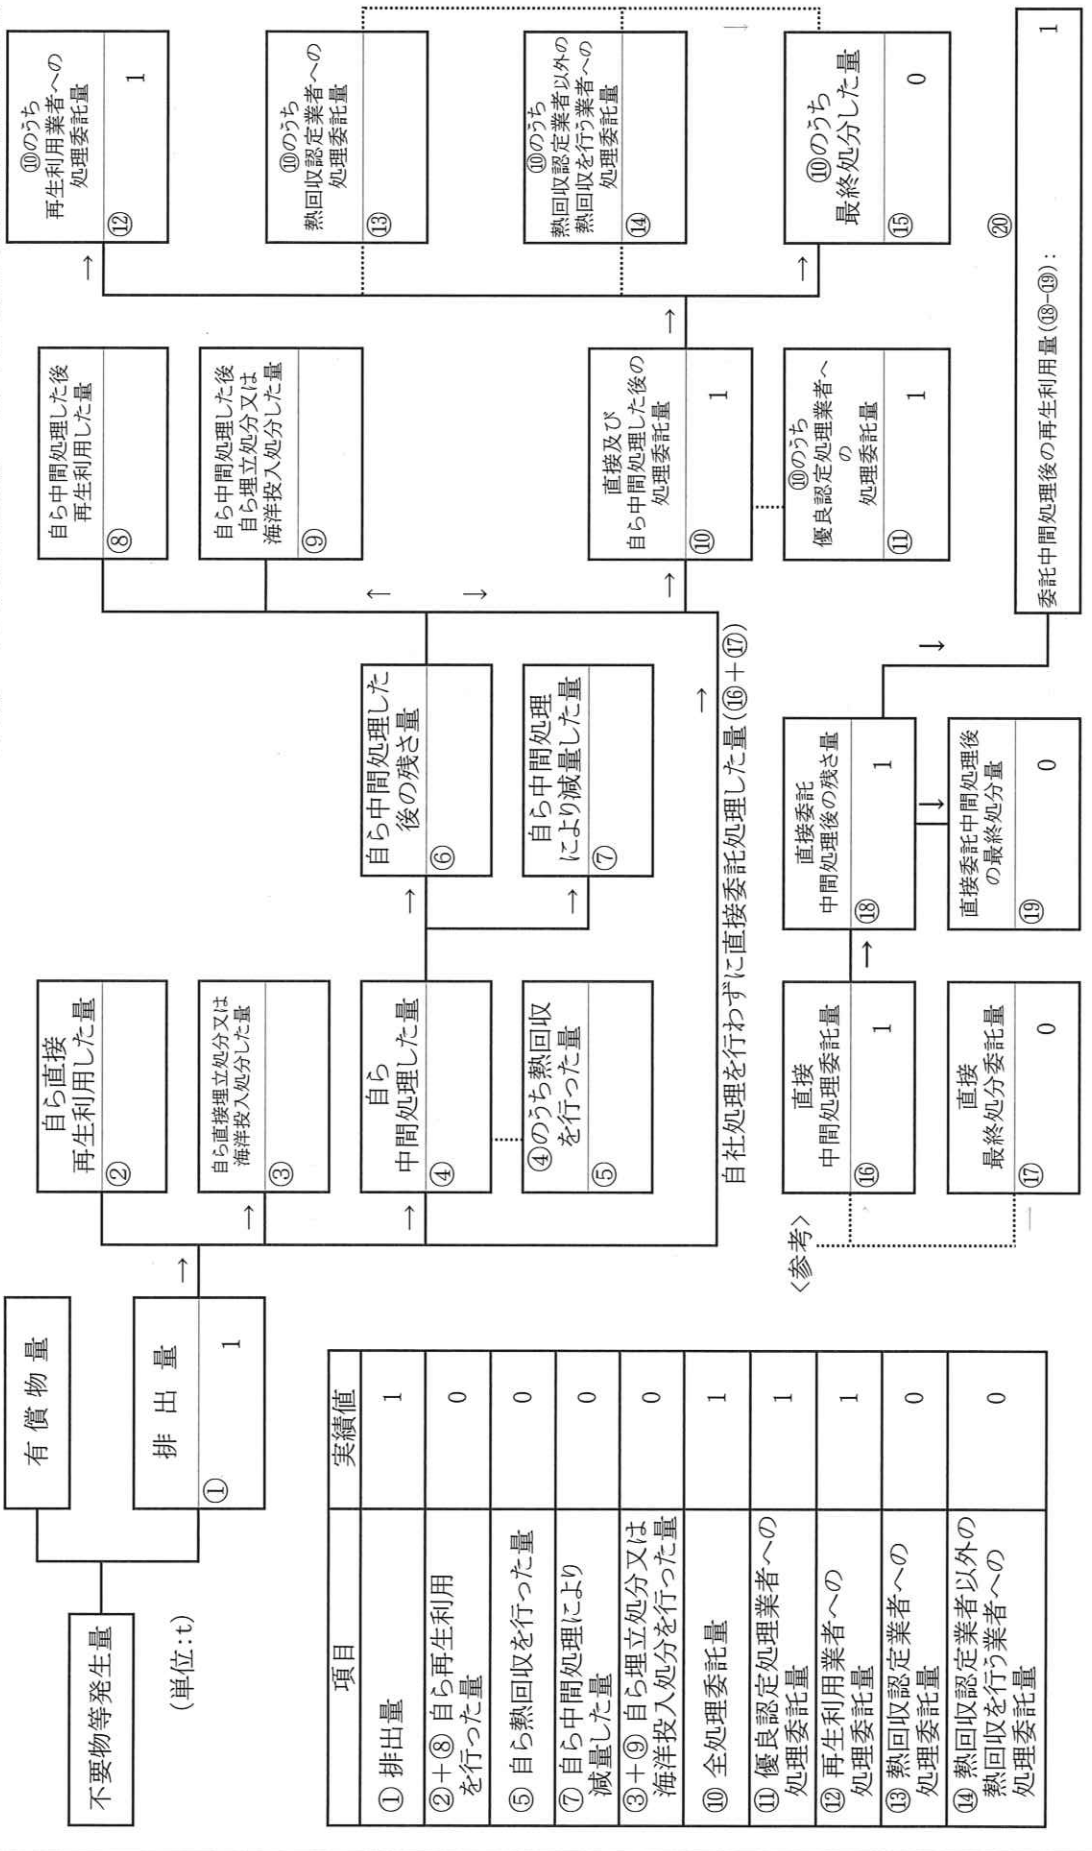 不要物等発生量
(単位:t)
有償物量
排出量
① 1
自ら直接
再生利用した量
②
自ら直接埋立処分又は
海洋投入処分した量
③
自ら
中間処理した量
④
④のうち熱回収
を行った量
⑤
自ら中間処理した
後の残さ量
⑥
自ら中間処理
により減量した量
⑦
自ら中間処理した後
再生利用した量
⑧
自ら中間処理した後
自ら埋立処分又は
海洋投入処分した量
⑨
直接及び
自ら中間処理した後の
処理委託量
⑩ 1
⑩のうち
優良認定処理業者へ
の
処理委託量
⑪ 1
⑩のうち
再生利用業者への
処理委託量
⑫ 1
⑩のうち
熱回収認定業者への
処理委託量
⑬
⑩のうち
熱回収認定業者以外の
熱回収を行う業者への
処理委託量
⑭
⑩のうち
最終処分した量
⑮ 0
自社処理を行わずに直接委託処理した量(⑯+⑰)
<参考>
直接
中間処理委託量
⑯ 1
直接
最終処分委託量
⑰ 0
直接委託
中間処理後の残さ量
⑱ 1
直接委託中間処理後
の最終処分量
⑲ 0
⑳
委託中間処理後の再生利用量(⑱-⑲): 1
項目 実績値
① 排出量 1
②+⑧ 自ら再生利用
を行った量 0
⑤ 自ら熱回収を行った量 0
⑦ 自ら中間処理により
減量した量 0
③+⑨ 自ら埋立処分又は
海洋投入処分を行った量 0
⑩ 全処理委託量 1
⑪ 優良認定処理業者への
処理委託量 1
⑫ 再生利用業者への
処理委託量 1
⑬ 熱回収認定業者への
処理委託量 0
⑭ 熱回収認定業者以外の
熱回収を行う業者への
処理委託量 0